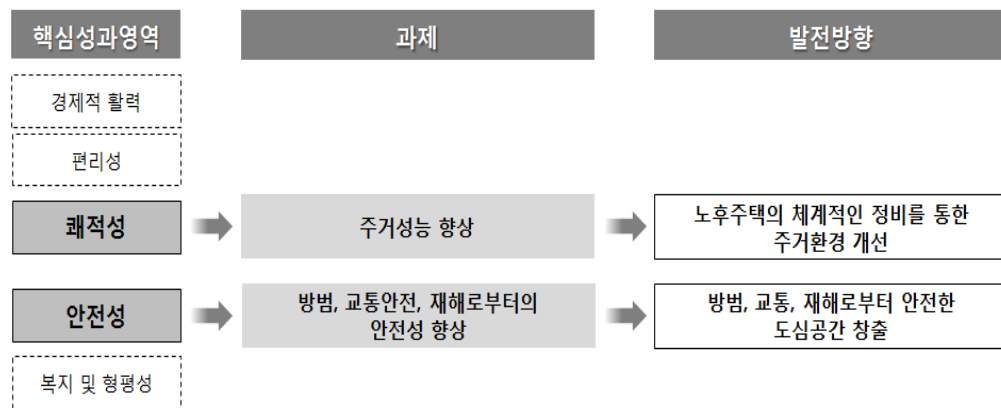 핵심성과영역
과제
발전방향
경제적 활력
편리성
쾌적성
주거성능 향상
노후주택의 체계적인 정비를 통한
주거환경 개선
안전성
방범, 교통안전, 재해로부터의
안전성 향상
방범, 교통, 재해로부터 안전한
도심공간 창출
복지 및 형평성